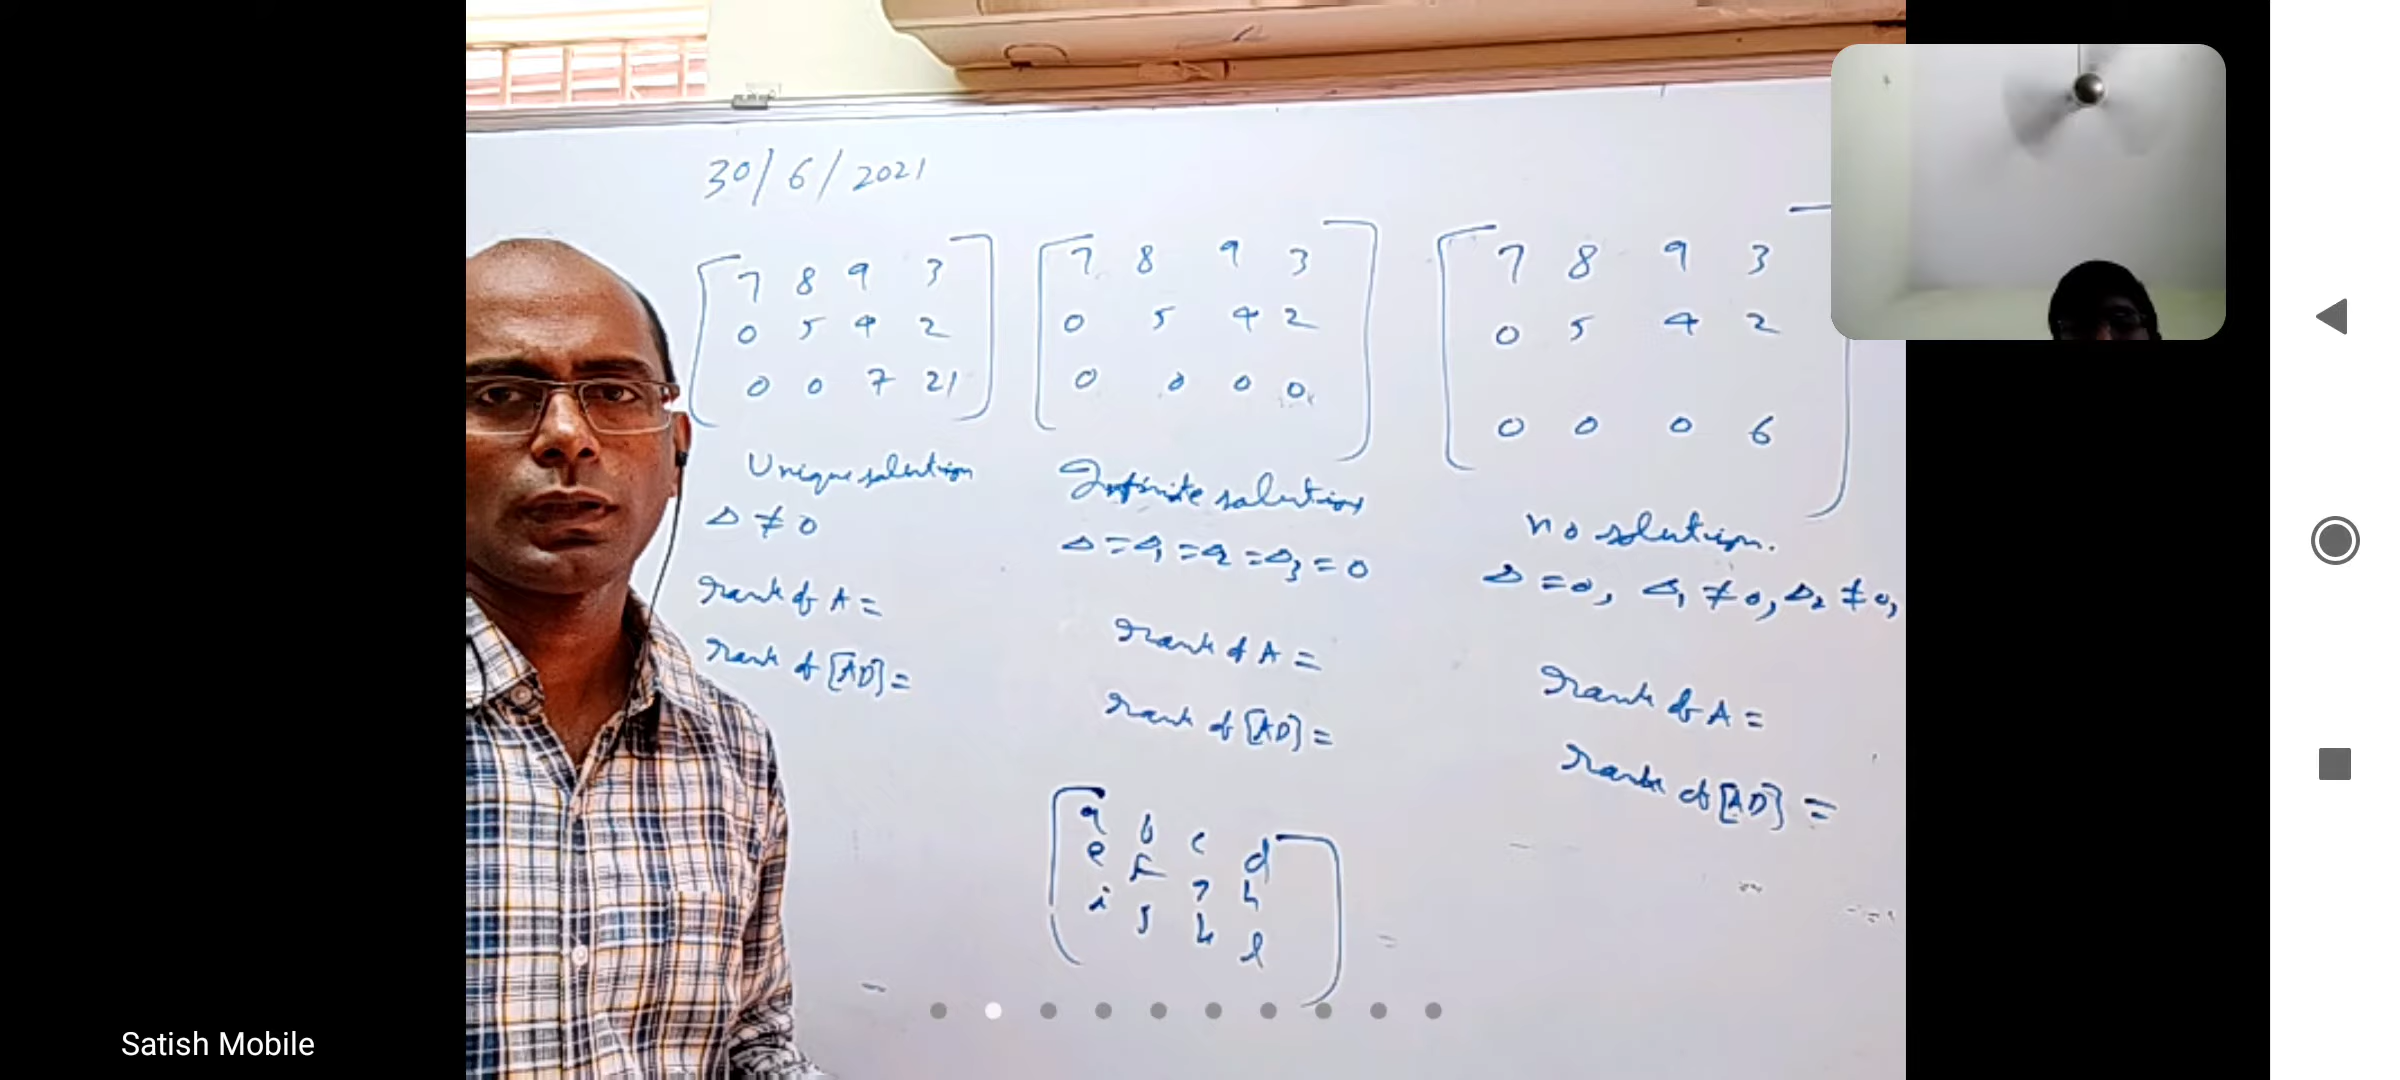 30/6/2021
7 8 9 3
0 5 4 2
0 0 7 21
Unique solution
Δ ≠ 0
rank of A =
rank of [AD] =
7 8 9 3
0 5 4 2
0 0 0 0
Infinite solutions
Δ = Δ1 = Δ2 = Δ3 = 0
rank of A =
rank of [AD] =
a b c d
e f g h
i j k l
7 8 9 3
0 5 4 2
0 0 0 6
no solution.
Δ = 0, Δ1 ≠ 0, Δ2 ≠ 0,
rank of A =
rank of [AD] =
Satish Mobile